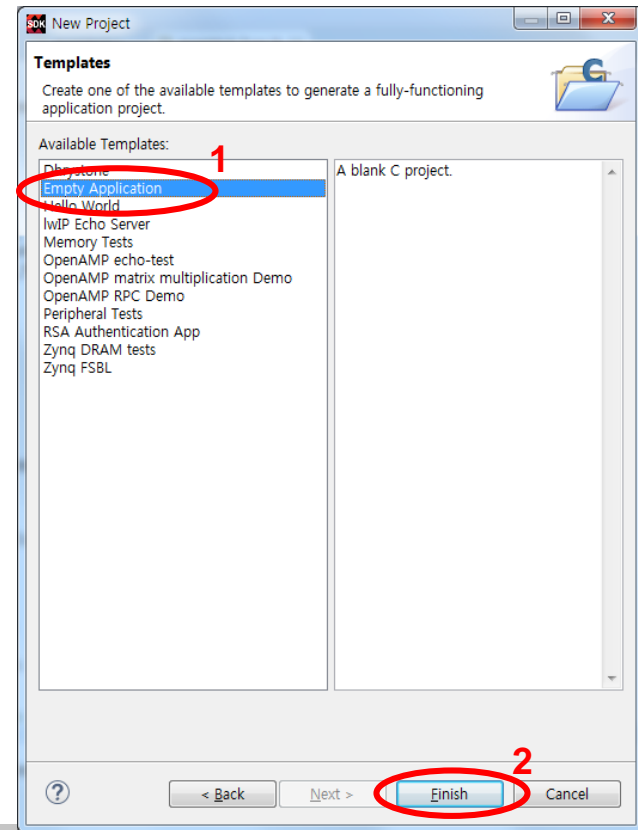 SDK New Project
Templates
Create one of the available templates to generate a fully-functioning
application project.
C
Available Templates:
1
Dhrystone
Empty Application
Hello World
lwIP Echo Server
Memory Tests
OpenAMP echo-test
OpenAMP matrix multiplication Demo
OpenAMP RPC Demo
Peripheral Tests
RSA Authentication App
Zynq DRAM tests
Zynq FSBL
A blank C project.
2
? < Back Next > Finish Cancel